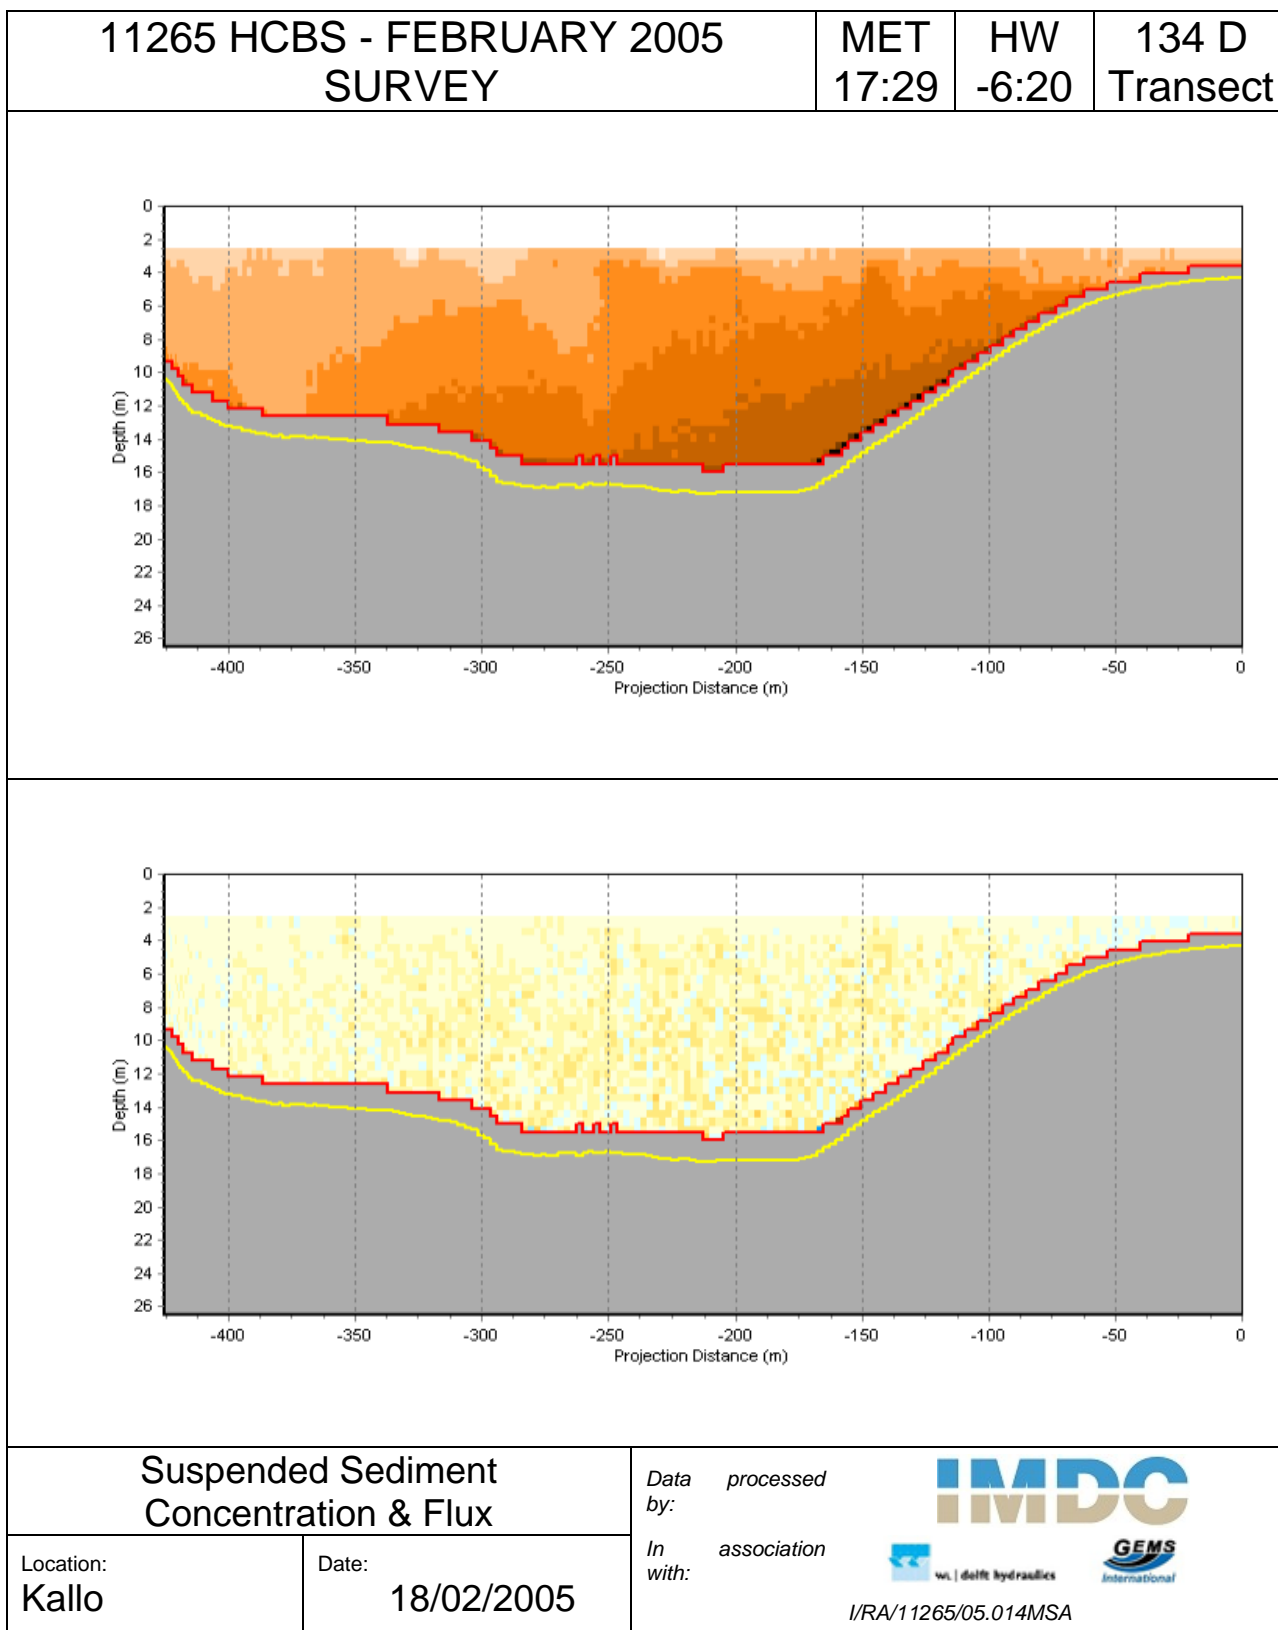 11265 HCBS - FEBRUARY 2005
SURVEY
MET
17:29
HW
-6:20
134 D
Transect
0
2
4
6
8
10
12
14
16
18
20
22
24
26
Depth (m)
-400
-350
-300
-250
-200
-150
-100
-50
0
Projection Distance (m)
0
2
4
6
8
10
12
14
16
18
20
22
24
26
Depth (m)
-400
-350
-300
-250
-200
-150
-100
-50
0
Projection Distance (m)
Suspended Sediment
Concentration & Flux
Location:
Kallo
Date:
18/02/2005
Data processed
by:
IMDC
In association
with:
wl | delft hydraulics
GEMS
International
I/RA/11265/05.014MSA